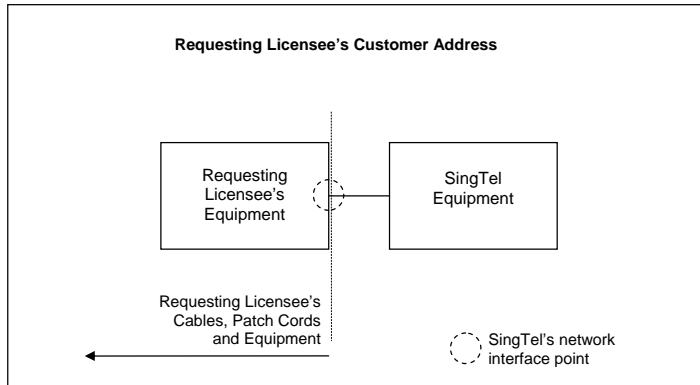 Requesting Licensee's Customer Address
Requesting
Licensee's
Equipment
SingTel
Equipment
Requesting Licensee's
Cables, Patch Cords
and Equipment
SingTel's network
interface point